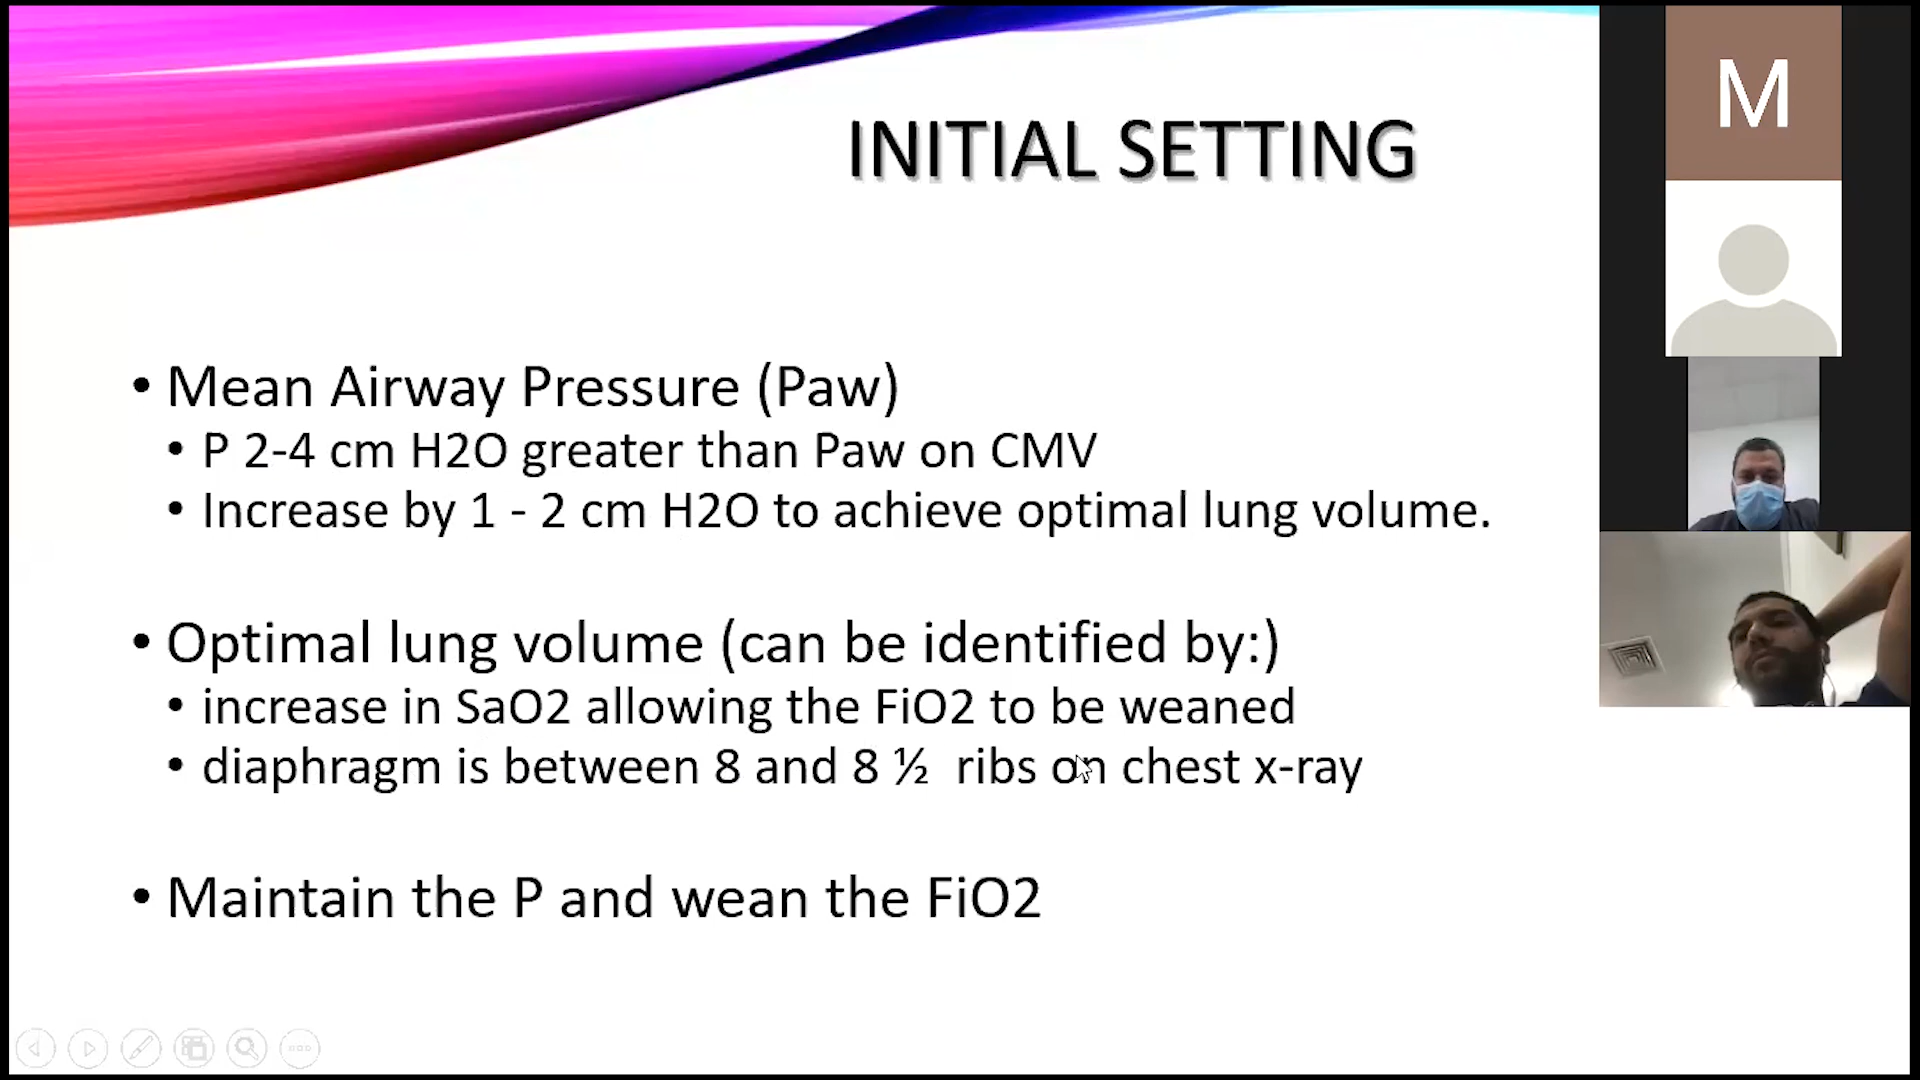 INITIAL SETTING
• Mean Airway Pressure (Paw)
• P 2-4 cm H2O greater than Paw on CMV
• Increase by 1 - 2 cm H2O to achieve optimal lung volume.
• Optimal lung volume (can be identified by:)
• increase in SaO2 allowing the FiO2 to be weaned
• diaphragm is between 8 and 8 ½ ribs on chest x-ray
• Maintain the P and wean the FiO2
M